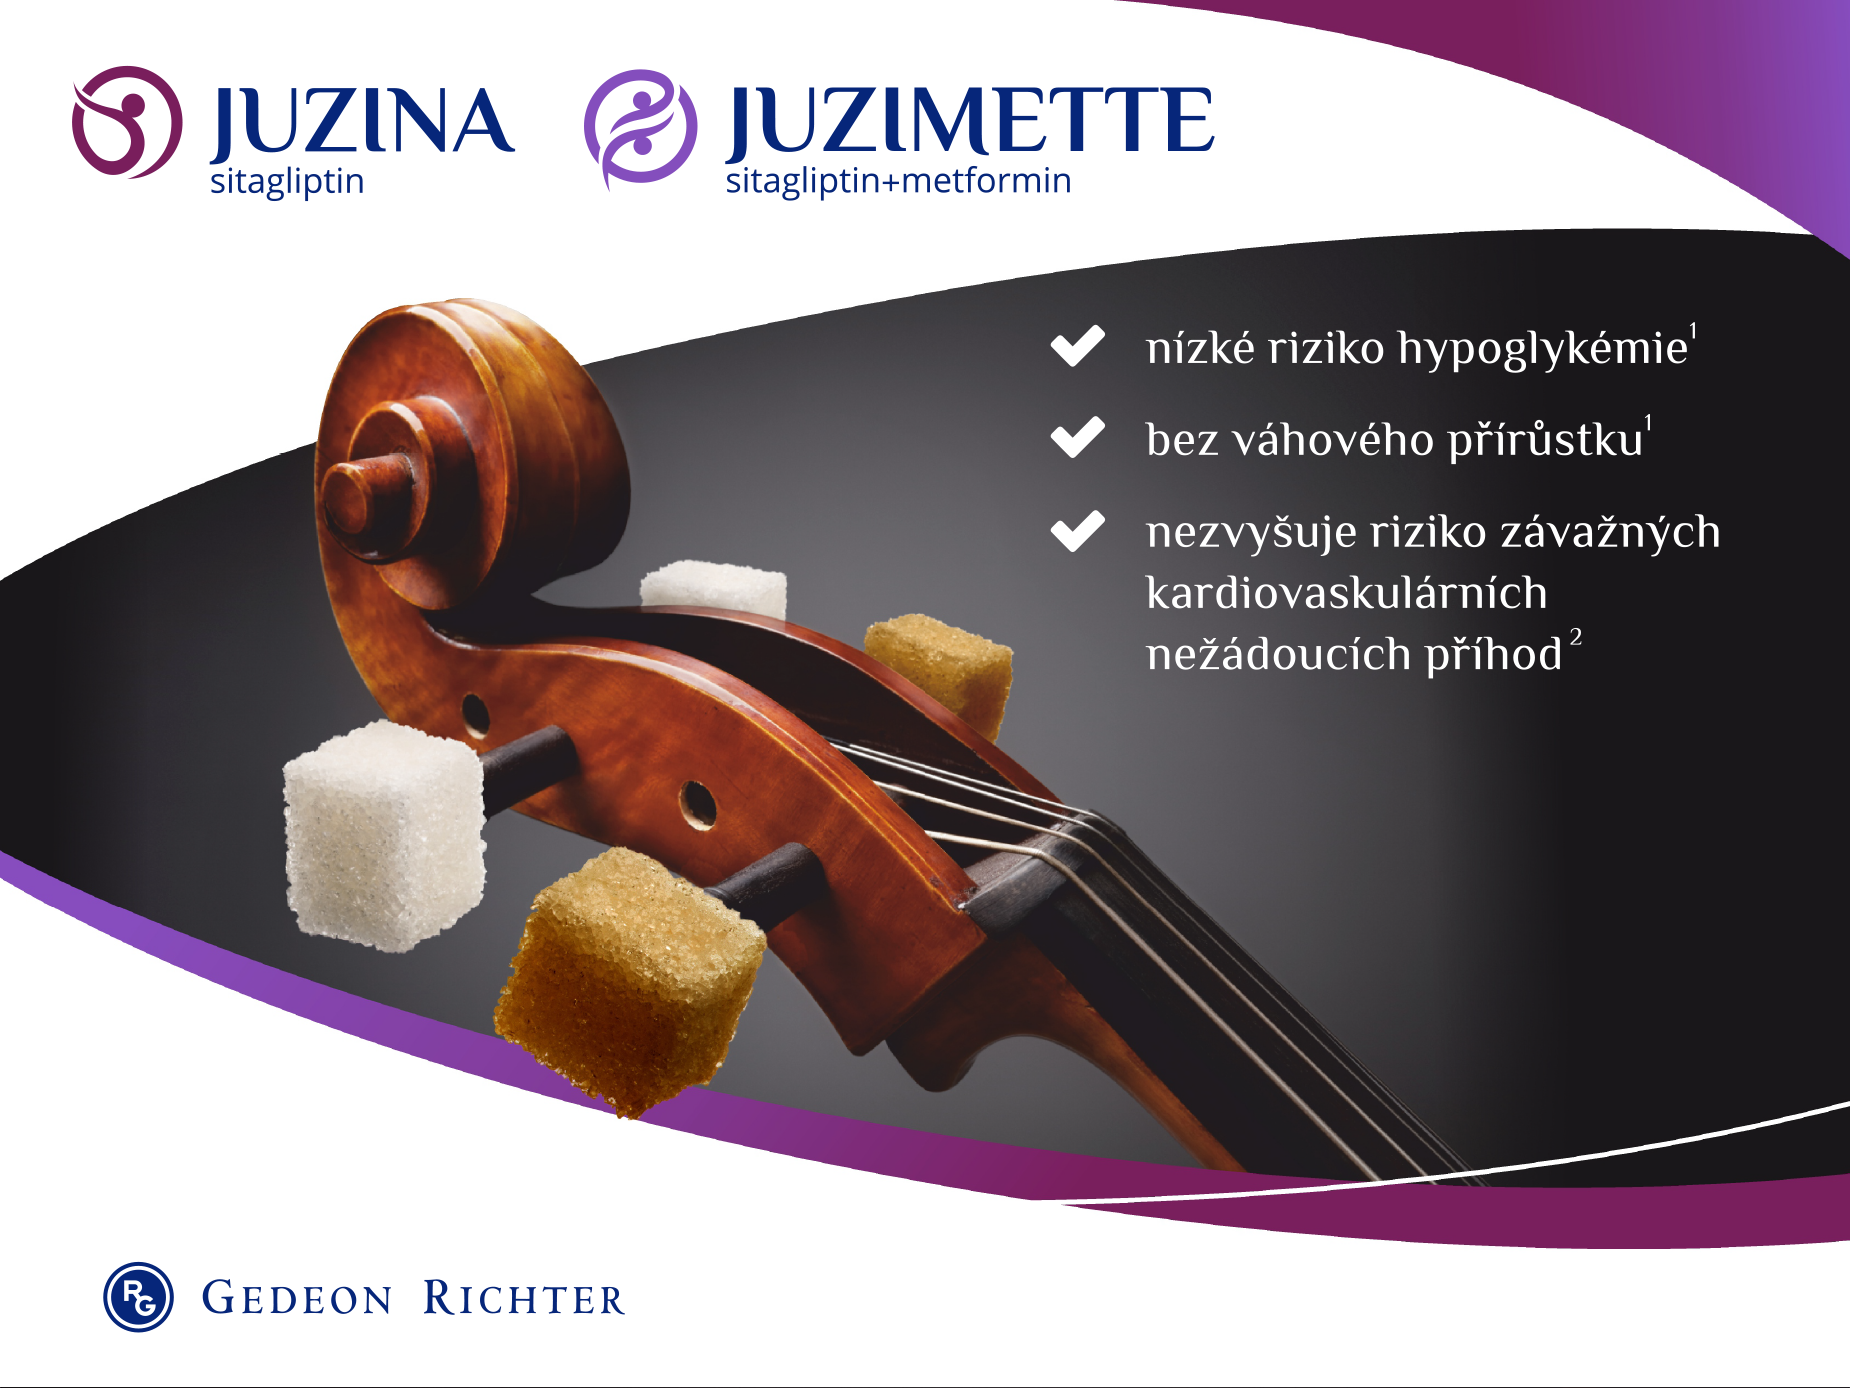 JUZINA
sitagliptin
JUZIMETTE
sitagliptin+metformin
nízké riziko hypoglykémie¹
bez váhového přírůstku¹
nezvyšuje riziko závažných
kardiovaskulárních
nežádoucích příhod²
RG GEDEON RICHTER